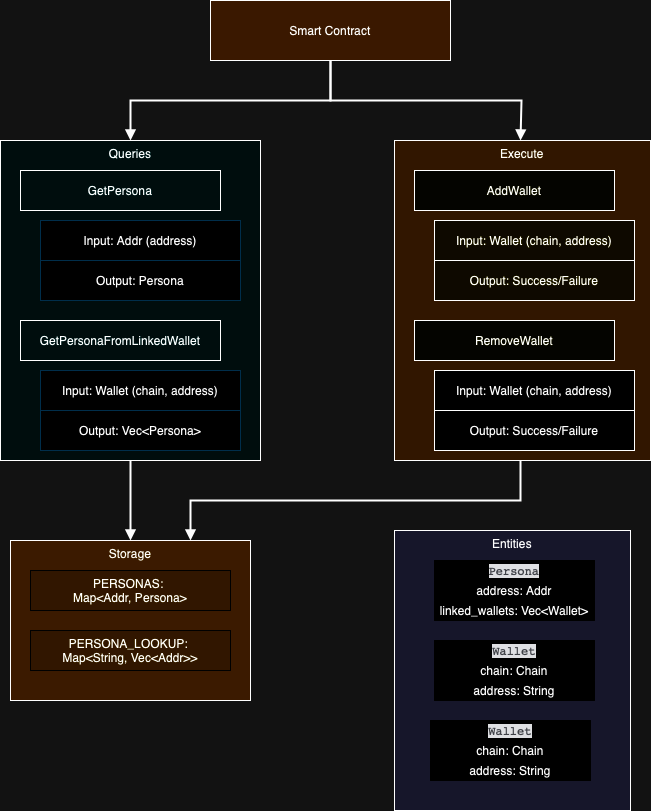 Smart Contract
Queries
GetPersona
Input: Addr (address)
Output: Persona
GetPersonaFromLinkedWallet
Input: Wallet (chain, address)
Output: Vec<Persona>
Execute
AddWallet
Input: Wallet (chain, address)
Output: Success/Failure
RemoveWallet
Input: Wallet (chain, address)
Output: Success/Failure
Storage
PERSONAS:
Map<Addr, Persona>
PERSONA_LOOKUP:
Map<String, Vec<Addr>>
Entities
Persona
address: Addr
linked_wallets: Vec<Wallet>
Wallet
chain: Chain
address: String
Wallet
chain: Chain
address: String